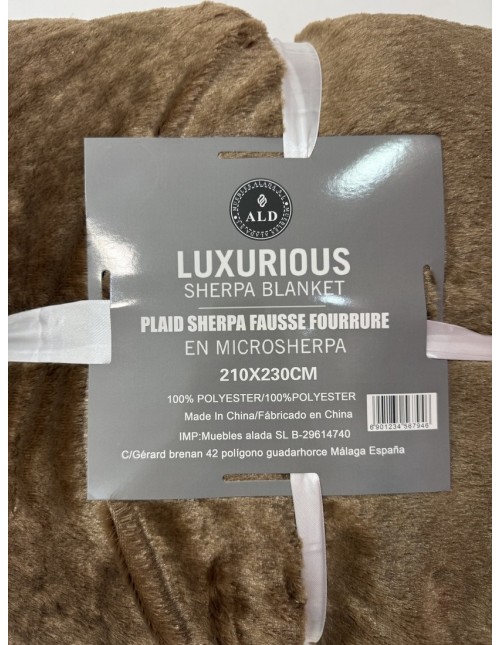 ALD
LUXURIOUS
SHERPA BLANKET
PLAID SHERPA FAUSSE FOURRURE
EN MICROSHERPA
210X230CM
100% POLYESTER/100%POLYESTER
Made In China/Fábricado en China
IMP:Muebles alada SL B-29614740
C/Gérard brenan 42 polígono guadarhorce Málaga España
6901234567946